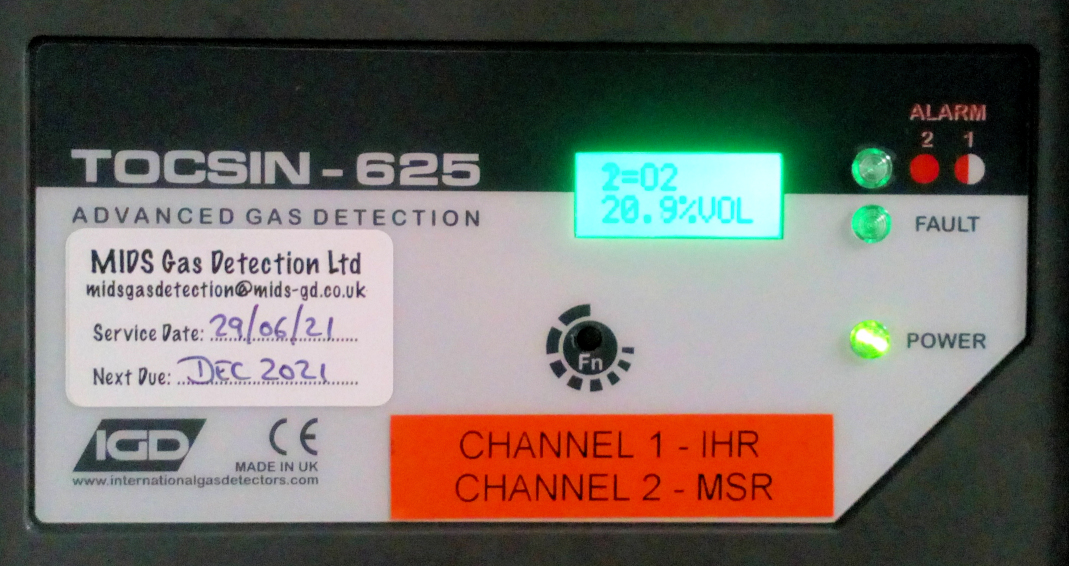 ALARM
2 1
TOCSIN-625
2=O2
20.9%VOL
ADVANCED GAS DETECTION
FAULT
MIDS Gas Detection Ltd
midsgasdetection@mids-gd.co.uk
Service Date: 29/06/21
Next Due: DEC 2021
Fn
POWER
IGD
CE
MADE IN UK
www.internationalgasdetectors.com
CHANNEL 1 - IHR
CHANNEL 2 - MSR